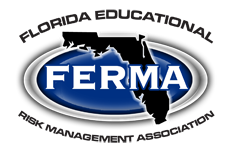 FLORIDA EDUCATIONAL
FERMA
RISK MANAGEMENT ASSOCIATION